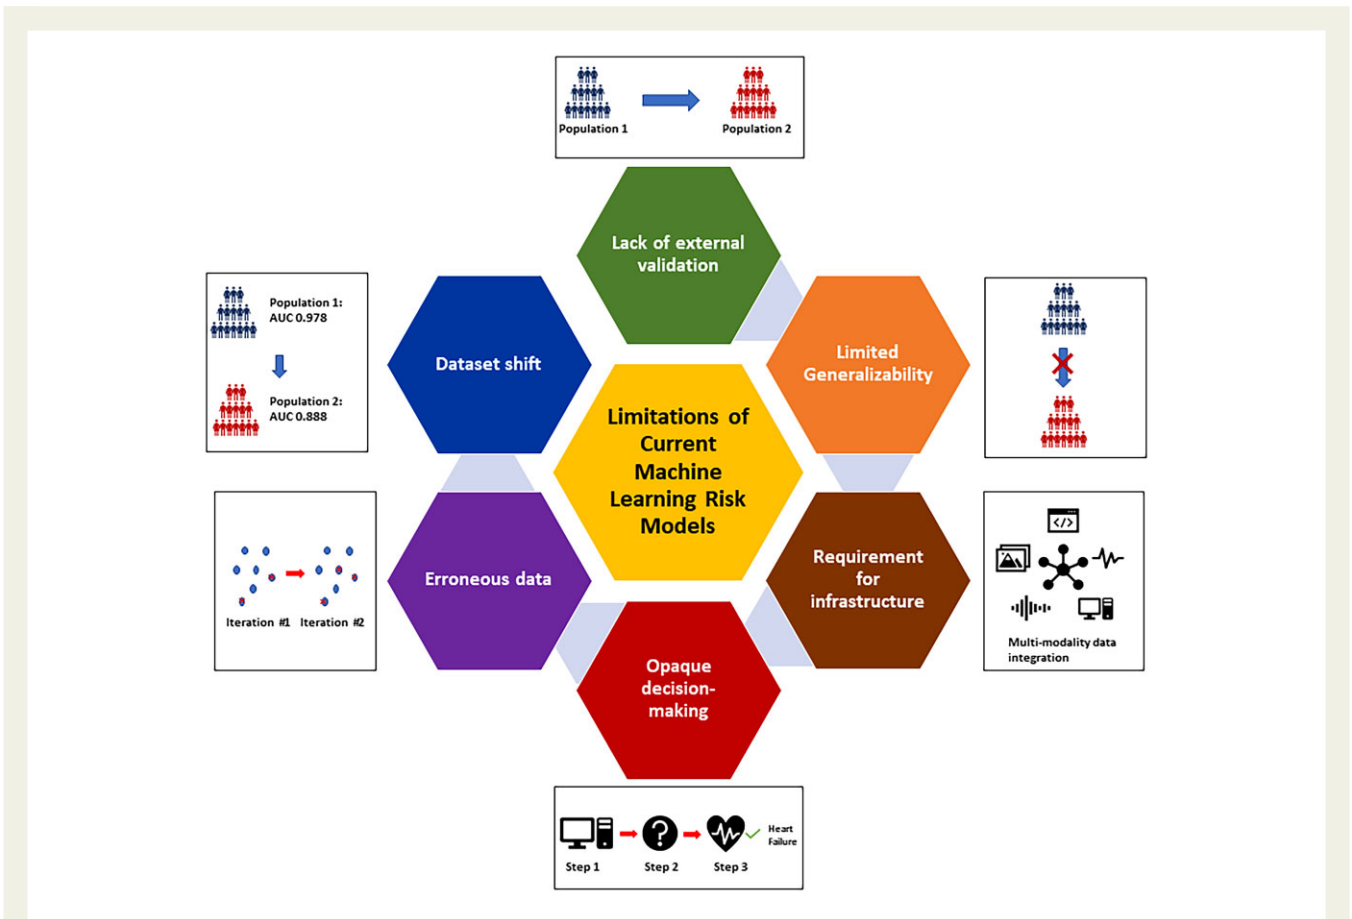 Population 1
Population 2
Lack of external
validation
Population 1:
AUC 0.978
Population 2:
AUC 0.888
Dataset shift
Limited
Generalizability
Limitations of
Current
Machine
Learning Risk
Models
Iteration #1
Iteration #2
Erroneous data
Requirement
for
infrastructure
</>
Multi-modality data
integration
Opaque
decision-
making
?
Heart
Failure
Step 1
Step 2
Step 3